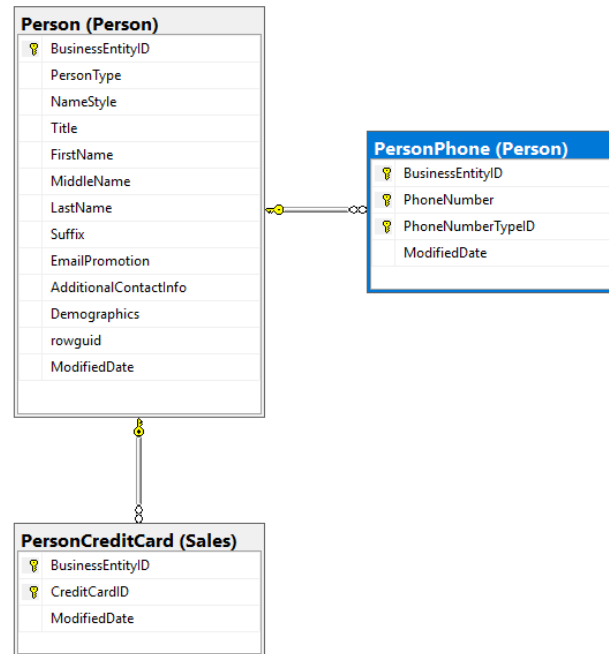 Person (Person)
BusinessEntityID
PersonType
NameStyle
Title
FirstName
MiddleName
LastName
Suffix
EmailPromotion
AdditionalContactInfo
Demographics
rowguid
ModifiedDate
PersonPhone (Person)
BusinessEntityID
PhoneNumber
PhoneNumberTypeID
ModifiedDate
PersonCreditCard (Sales)
BusinessEntityID
CreditCardID
ModifiedDate